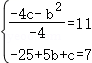 { (-4c-b²)/-4 = 11
-25+5b+c=7